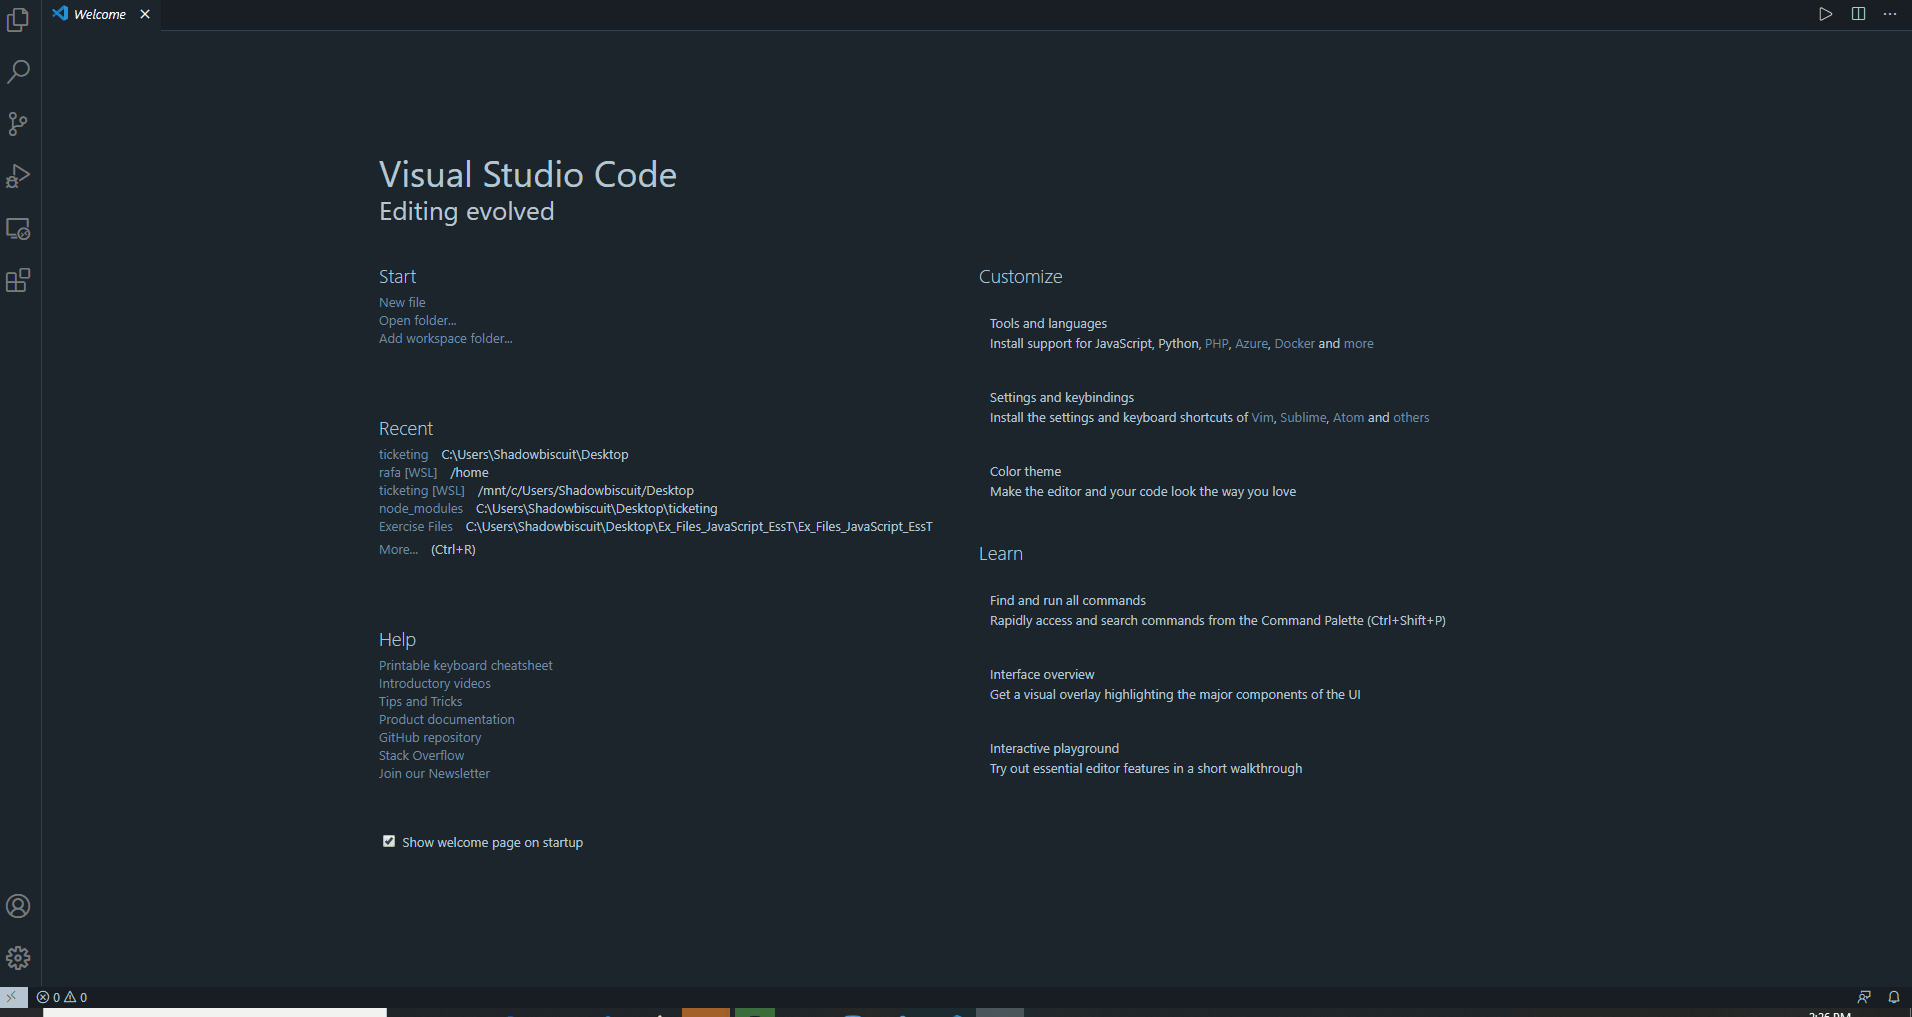 Welcome
Visual Studio Code
Editing evolved
Start
New file
Open folder...
Add workspace folder...
Recent
ticketing C:\Users\Shadowbiscuit\Desktop
rafa [WSL] /home
ticketing [WSL] /mnt/c/Users/Shadowbiscuit/Desktop
node_modules C:\Users\Shadowbiscuit\Desktop\ticketing
Exercise Files C:\Users\Shadowbiscuit\Desktop\Ex_Files_JavaScript_EssT\Ex_Files_JavaScript_EssT
More... (Ctrl+R)
Help
Printable keyboard cheatsheet
Introductory videos
Tips and Tricks
Product documentation
GitHub repository
Stack Overflow
Join our Newsletter
Show welcome page on startup
Customize
Tools and languages
Install support for JavaScript, Python, PHP, Azure, Docker and more
Settings and keybindings
Install the settings and keyboard shortcuts of Vim, Sublime, Atom and others
Color theme
Make the editor and your code look the way you love
Learn
Find and run all commands
Rapidly access and search commands from the Command Palette (Ctrl+Shift+P)
Interface overview
Get a visual overlay highlighting the major components of the UI
Interactive playground
Try out essential editor features in a short walkthrough
0 0